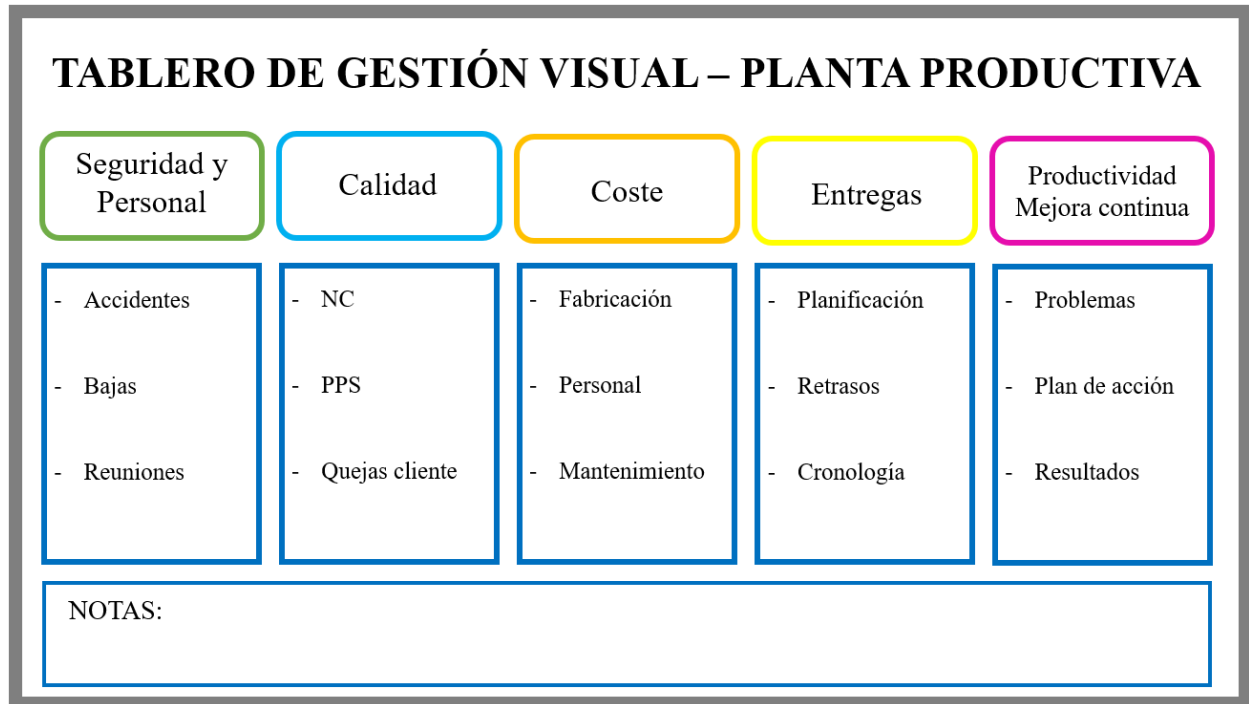 TABLERO DE GESTIÓN VISUAL – PLANTA PRODUCTIVA
Seguridad y
Personal
Calidad
Coste
Entregas
Productividad
Mejora continua
- Accidentes
- Bajas
- Reuniones
- NC
- PPS
- Quejas cliente
- Fabricación
- Personal
- Mantenimiento
- Planificación
- Retrasos
- Cronología
- Problemas
- Plan de acción
- Resultados
NOTAS: